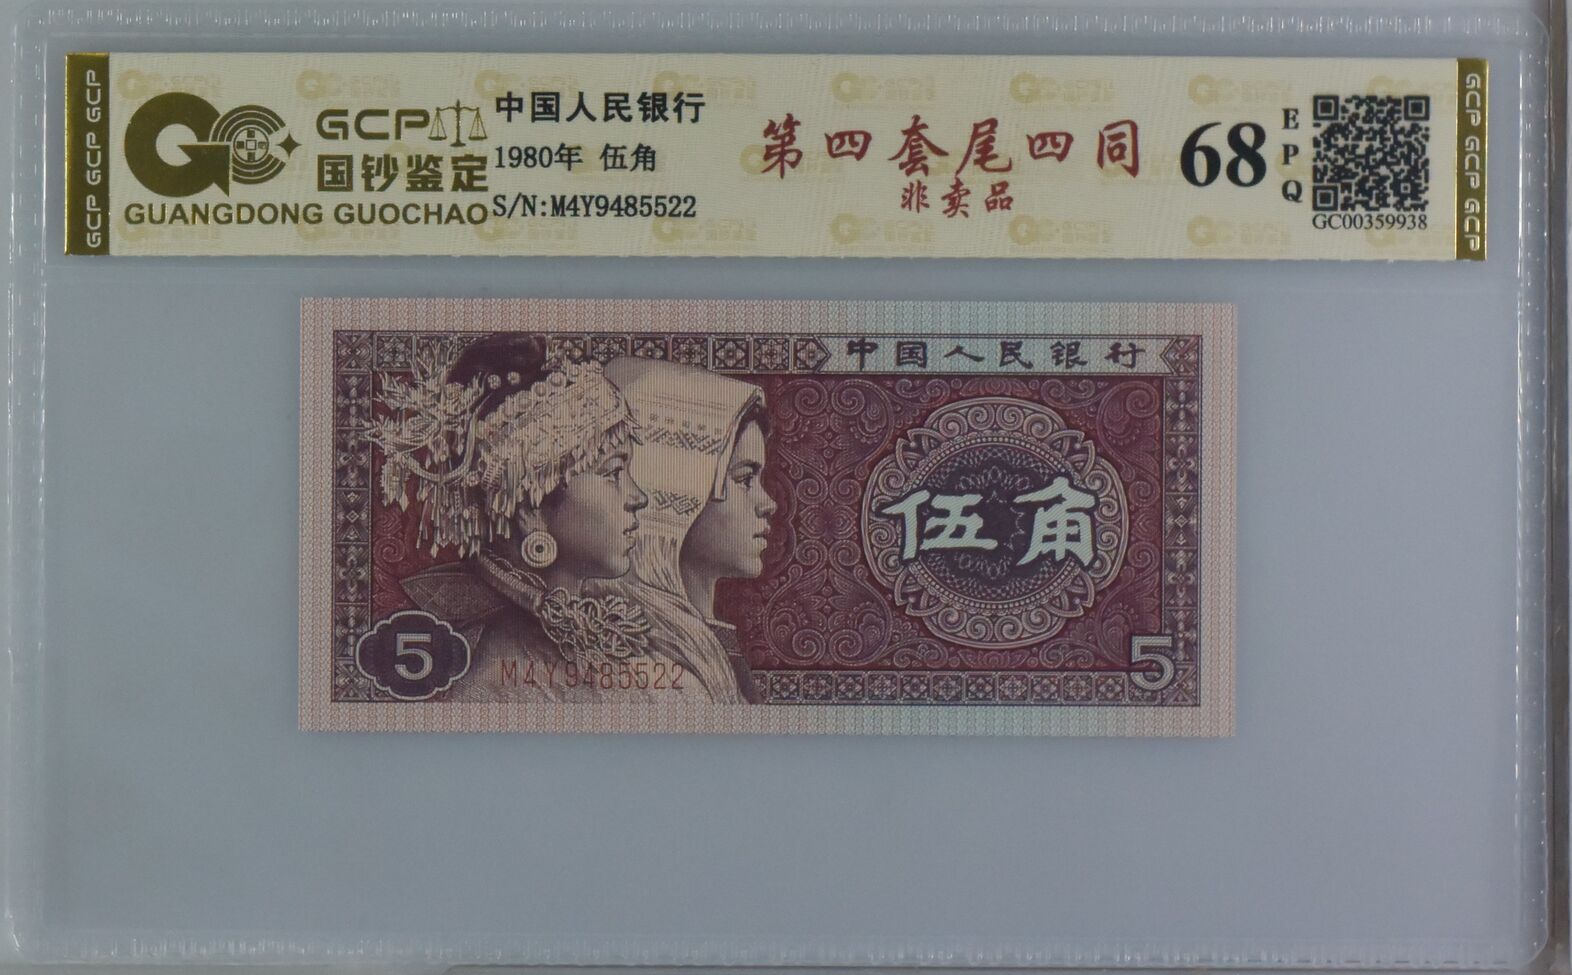 GCP GCP GCP
GCP
国钞鉴定
GUANGDONG GUOCHAO
中国人民银行
1980年 伍角
S/N:M4Y9485522
第四套尾四同
非卖品
68
EPQ
GC00359938
GCP GCP GCP
中国人民银行
伍角
5
M4Y9485522
5